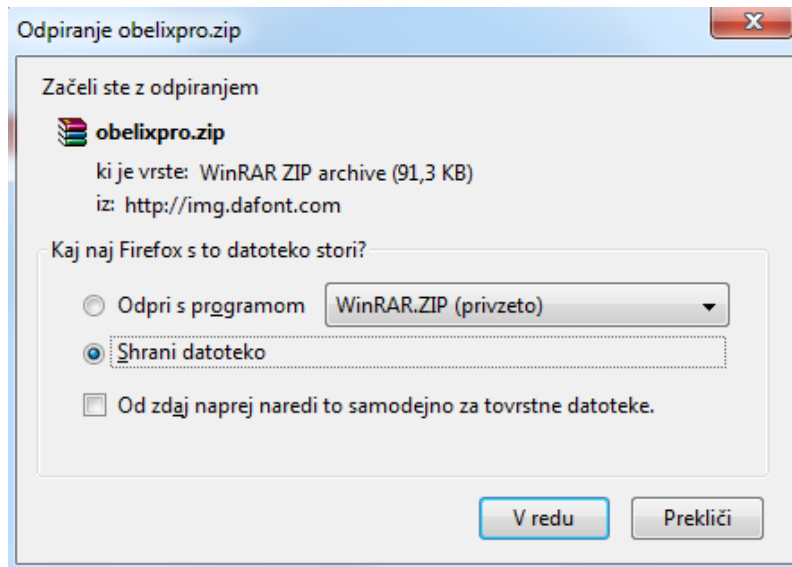 Odpiranje obelixpro.zip
Začeli ste z odpiranjem
obelixpro.zip
ki je vrste: WinRAR ZIP archive (91,3 KB)
iz: http://img.dafont.com
Kaj naj Firefox s to datoteko stori?
Odpri s programom WinRAR.ZIP (privzeto)
Shrani datoteko
Od zdaj naprej naredi to samodejno za tovrstne datoteke.
V redu Prekliči